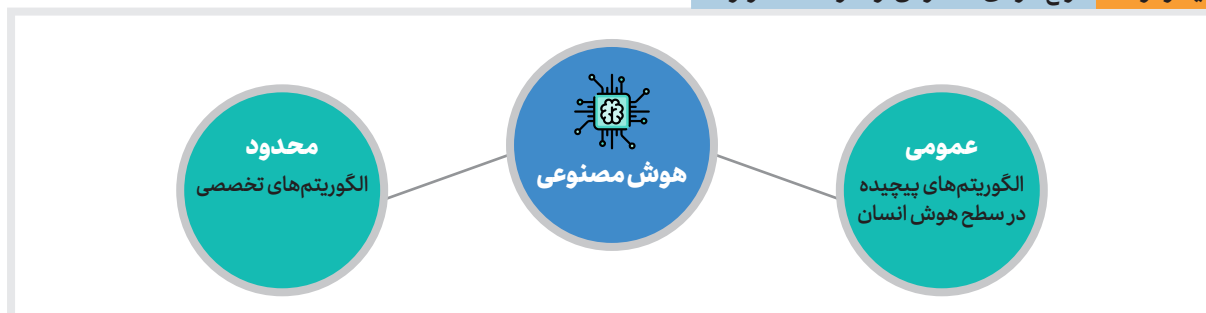 عمومی
الگوریتم‌های پیچیده
در سطح هوش انسان
هوش مصنوعی
محدود
الگوریتم‌های تخصصی